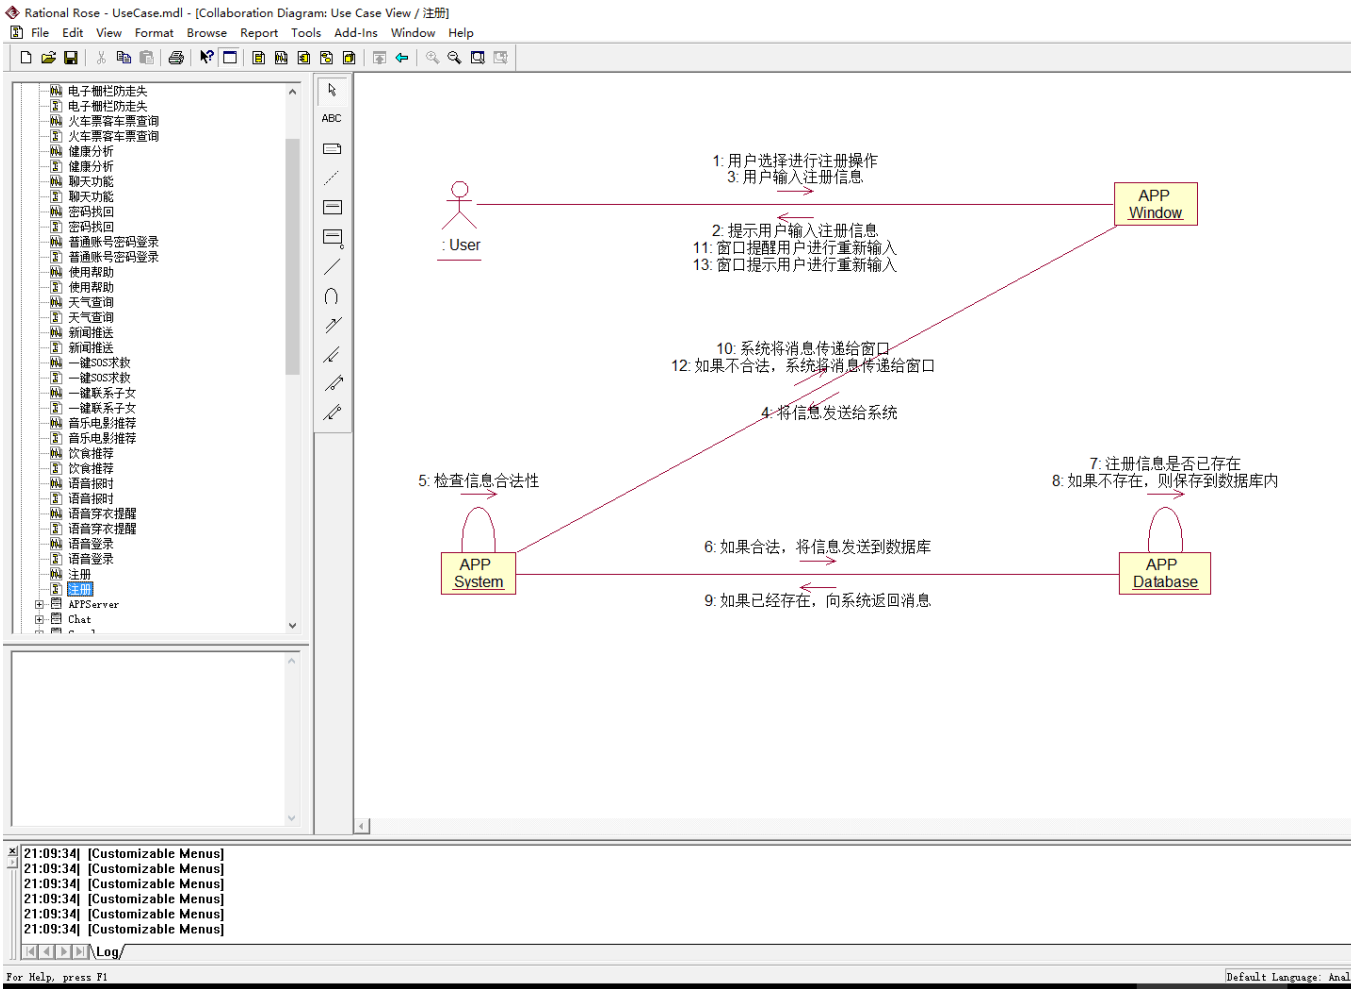 Rational Rose - UseCase.mdl - [Collaboration Diagram: Use Case View / 注册]
File Edit View Format Browse Report Tools Add-Ins Window Help
电子栅栏防走失
电子栅栏防走失
火车票客车票查询
火车票客车票查询
健康分析
健康分析
聊天功能
聊天功能
密码找回
密码找回
普通账号密码登录
普通账号密码登录
使用帮助
使用帮助
天气查询
天气查询
新闻推送
新闻推送
一键SOS求救
一键SOS求救
一键联系子女
一键联系子女
音乐电影推荐
音乐电影推荐
饮食推荐
饮食推荐
语音报时
语音报时
语音穿衣提醒
语音穿衣提醒
语音登录
语音登录
注册
注册
APPServer
Chat
ABC
1: 用户选择进行注册操作
3: 用户输入注册信息
: User
APP
Window
2: 提示用户输入注册信息
11: 窗口提醒用户进行重新输入
13: 窗口提示用户进行重新输入
10: 系统将消息传递给窗口
12: 如果不合法，系统将消息传递给窗口
4: 将信息发送给系统
5: 检查信息合法性
7: 注册信息是否已存在
8: 如果不存在，则保存到数据库内
6: 如果合法，将信息发送到数据库
APP
System
APP
Database
9: 如果已经存在，向系统返回消息
21:09:34| [Customizable Menus]
21:09:34| [Customizable Menus]
21:09:34| [Customizable Menus]
21:09:34| [Customizable Menus]
21:09:34| [Customizable Menus]
21:09:34| [Customizable Menus]
Log
For Help, press F1
Default Language: Anal